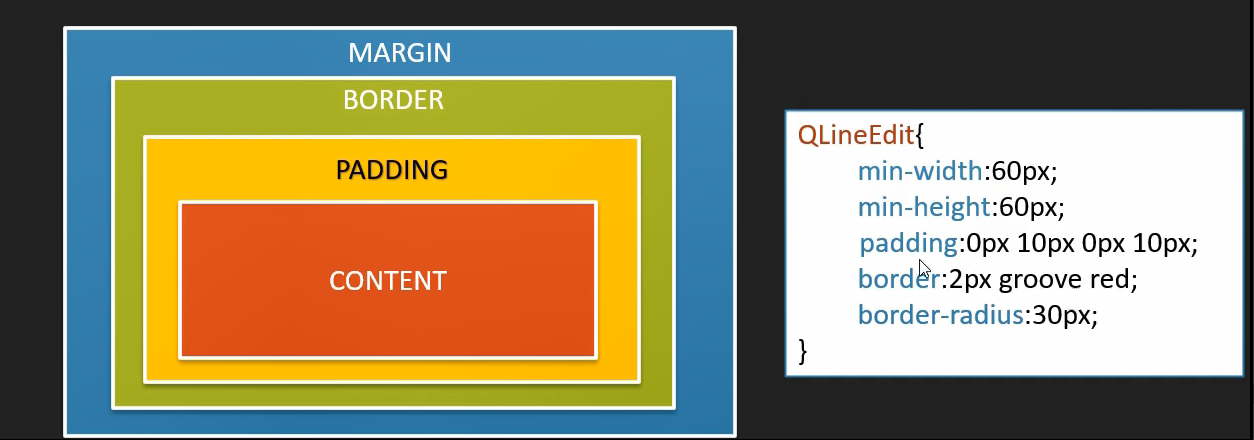 MARGIN
BORDER
PADDING
CONTENT
QLineEdit{
min-width:60px;
min-height:60px;
padding:0px 10px 0px 10px;
border:2px groove red;
border-radius:30px;
}